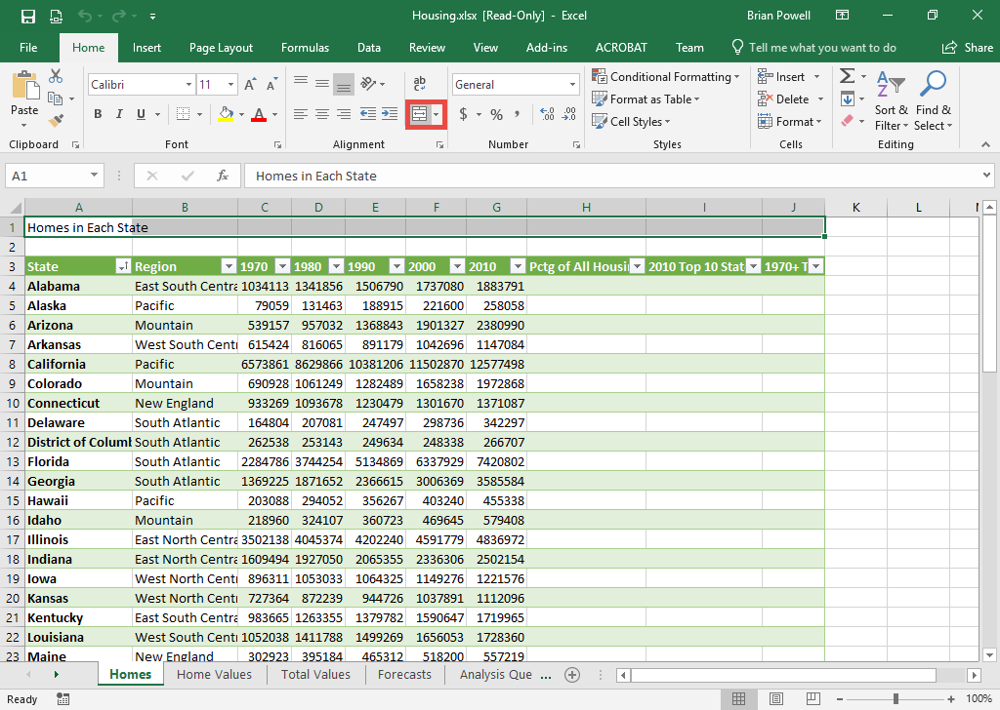 Housing.xlsx [Read-Only] - Excel Brian Powell
File Home Insert Page Layout Formulas Data Review View Add-ins ACROBAT Team Tell me what you want to do Share
Paste
Clipboard
Calibri 11
B I U
Font
ab c
Alignment
General
$ % , .00 .0
Number
Conditional Formatting
Format as Table
Cell Styles
Styles
Insert
Delete
Format
Cells
Sort & Filter
Find & Select
Editing
A1 fx Homes in Each State
A B C D E F G H I J K L
1 Homes in Each State
2
3 State Region 1970 1980 1990 2000 2010 Pctg of All Housi 2010 Top 10 Stat 1970+ T
4 Alabama East South Centra 1034113 1341856 1506790 1737080 1883791
5 Alaska Pacific 79059 131463 188915 221600 258058
6 Arizona Mountain 539157 957032 1368843 1901327 2380990
7 Arkansas West South Centr 615424 816065 891179 1042696 1147084
8 California Pacific 6573861 8629866 10381206 11502870 12577498
9 Colorado Mountain 690928 1061249 1282489 1658238 1972868
10 Connecticut New England 933269 1093678 1230479 1301670 1371087
11 Delaware South Atlantic 164804 207081 247497 298736 342297
12 District of Columb South Atlantic 262538 253143 249634 248338 266707
13 Florida South Atlantic 2284786 3744254 5134869 6337929 7420802
14 Georgia South Atlantic 1369225 1871652 2366615 3006369 3585584
15 Hawaii Pacific 203088 294052 356267 403240 455338
16 Idaho Mountain 218960 324107 360723 469645 579408
17 Illinois East North Centra 3502138 4045374 4202240 4591779 4836972
18 Indiana East North Centra 1609494 1927050 2065355 2336306 2502154
19 Iowa West North Centr 896311 1053033 1064325 1149276 1221576
20 Kansas West North Centr 727364 872239 944726 1037891 1112096
21 Kentucky East South Centra 983665 1263355 1379782 1590647 1719965
22 Louisiana West South Centr 1052038 1411788 1499269 1656053 1728360
23 Maine New England 302923 395184 465312 518200 557219
Homes Home Values Total Values Forecasts Analysis Que ...
Ready 100%